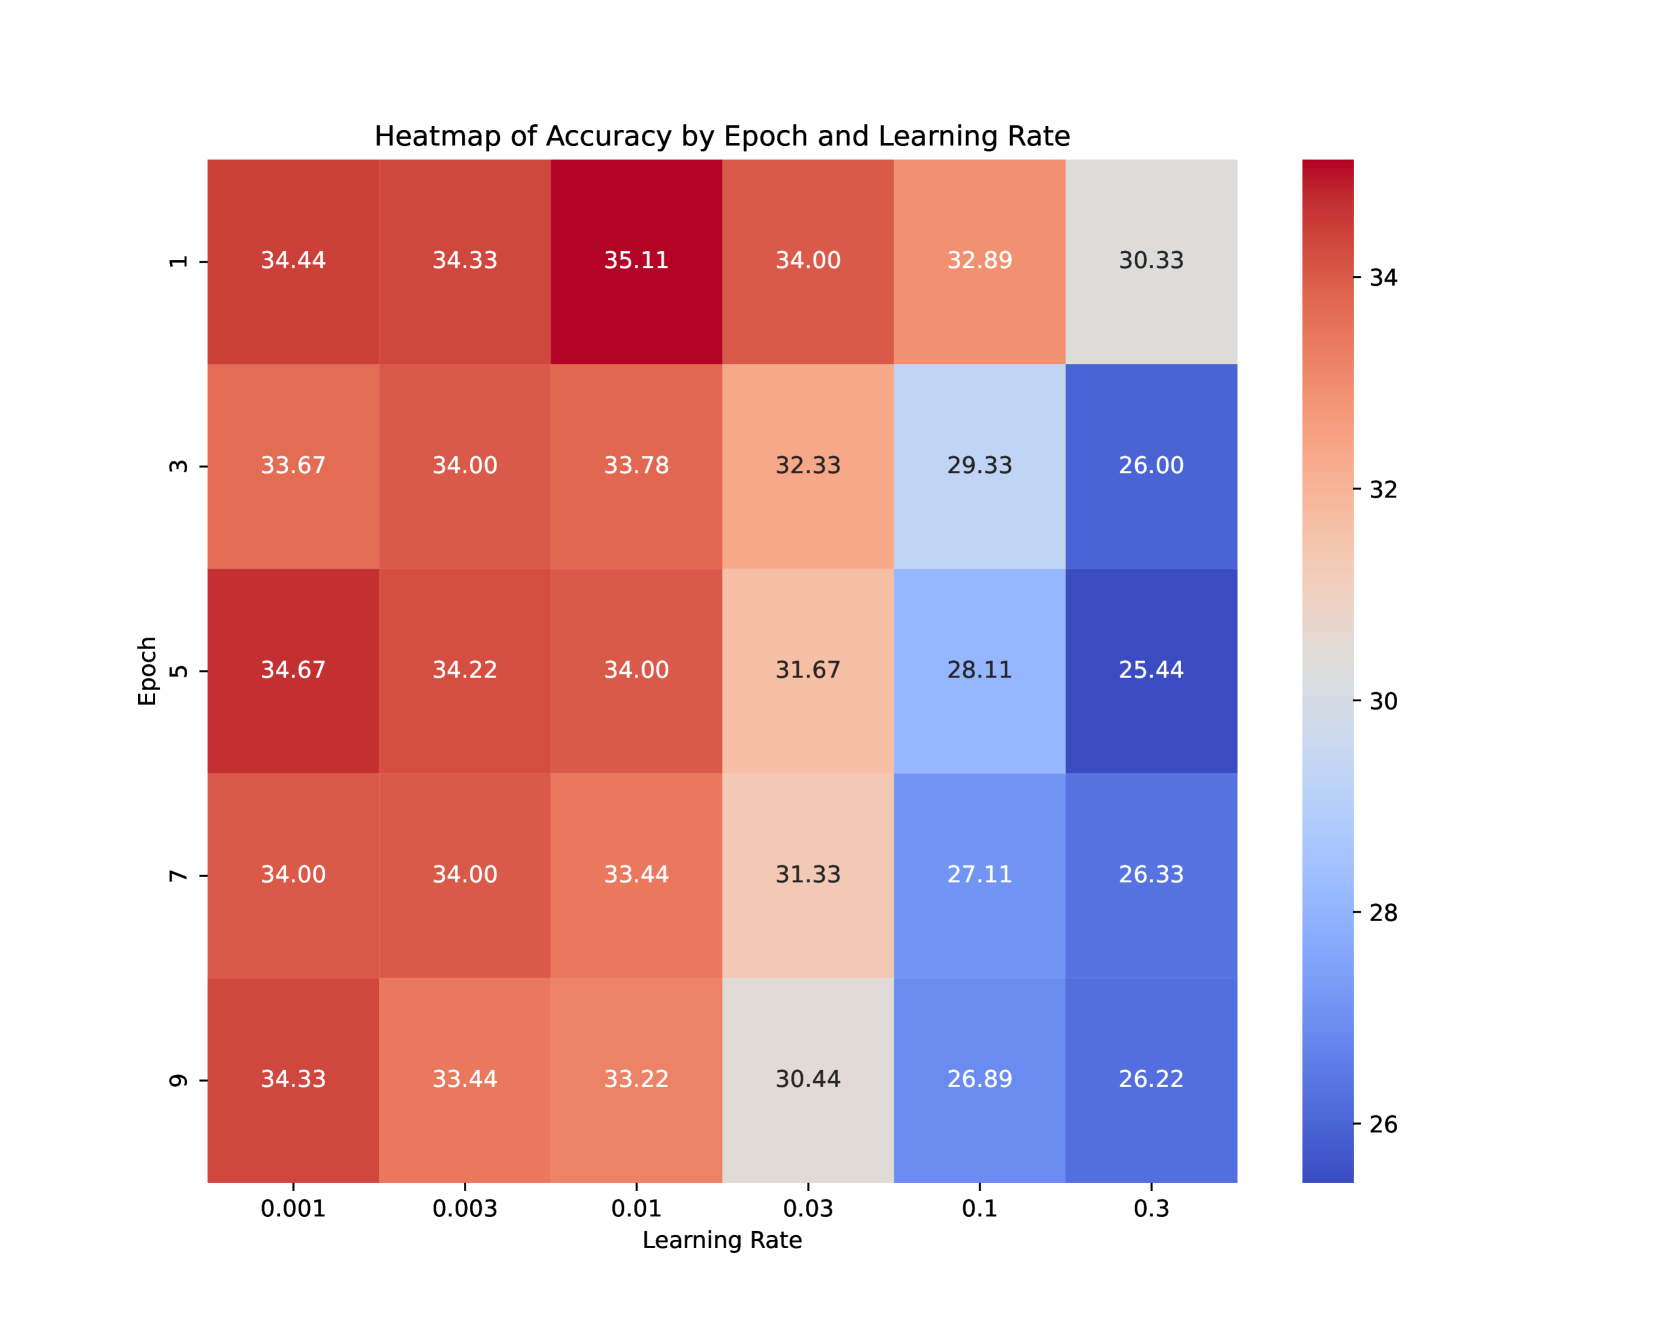 Heatmap of Accuracy by Epoch and Learning Rate
1 34.44 34.33 35.11 34.00 32.89 30.33
3 33.67 34.00 33.78 32.33 29.33 26.00
5 34.67 34.22 34.00 31.67 28.11 25.44
7 34.00 34.00 33.44 31.33 27.11 26.33
9 34.33 33.44 33.22 30.44 26.89 26.22
Epoch
0.001 0.003 0.01 0.03 0.1 0.3
Learning Rate
34
32
30
28
26